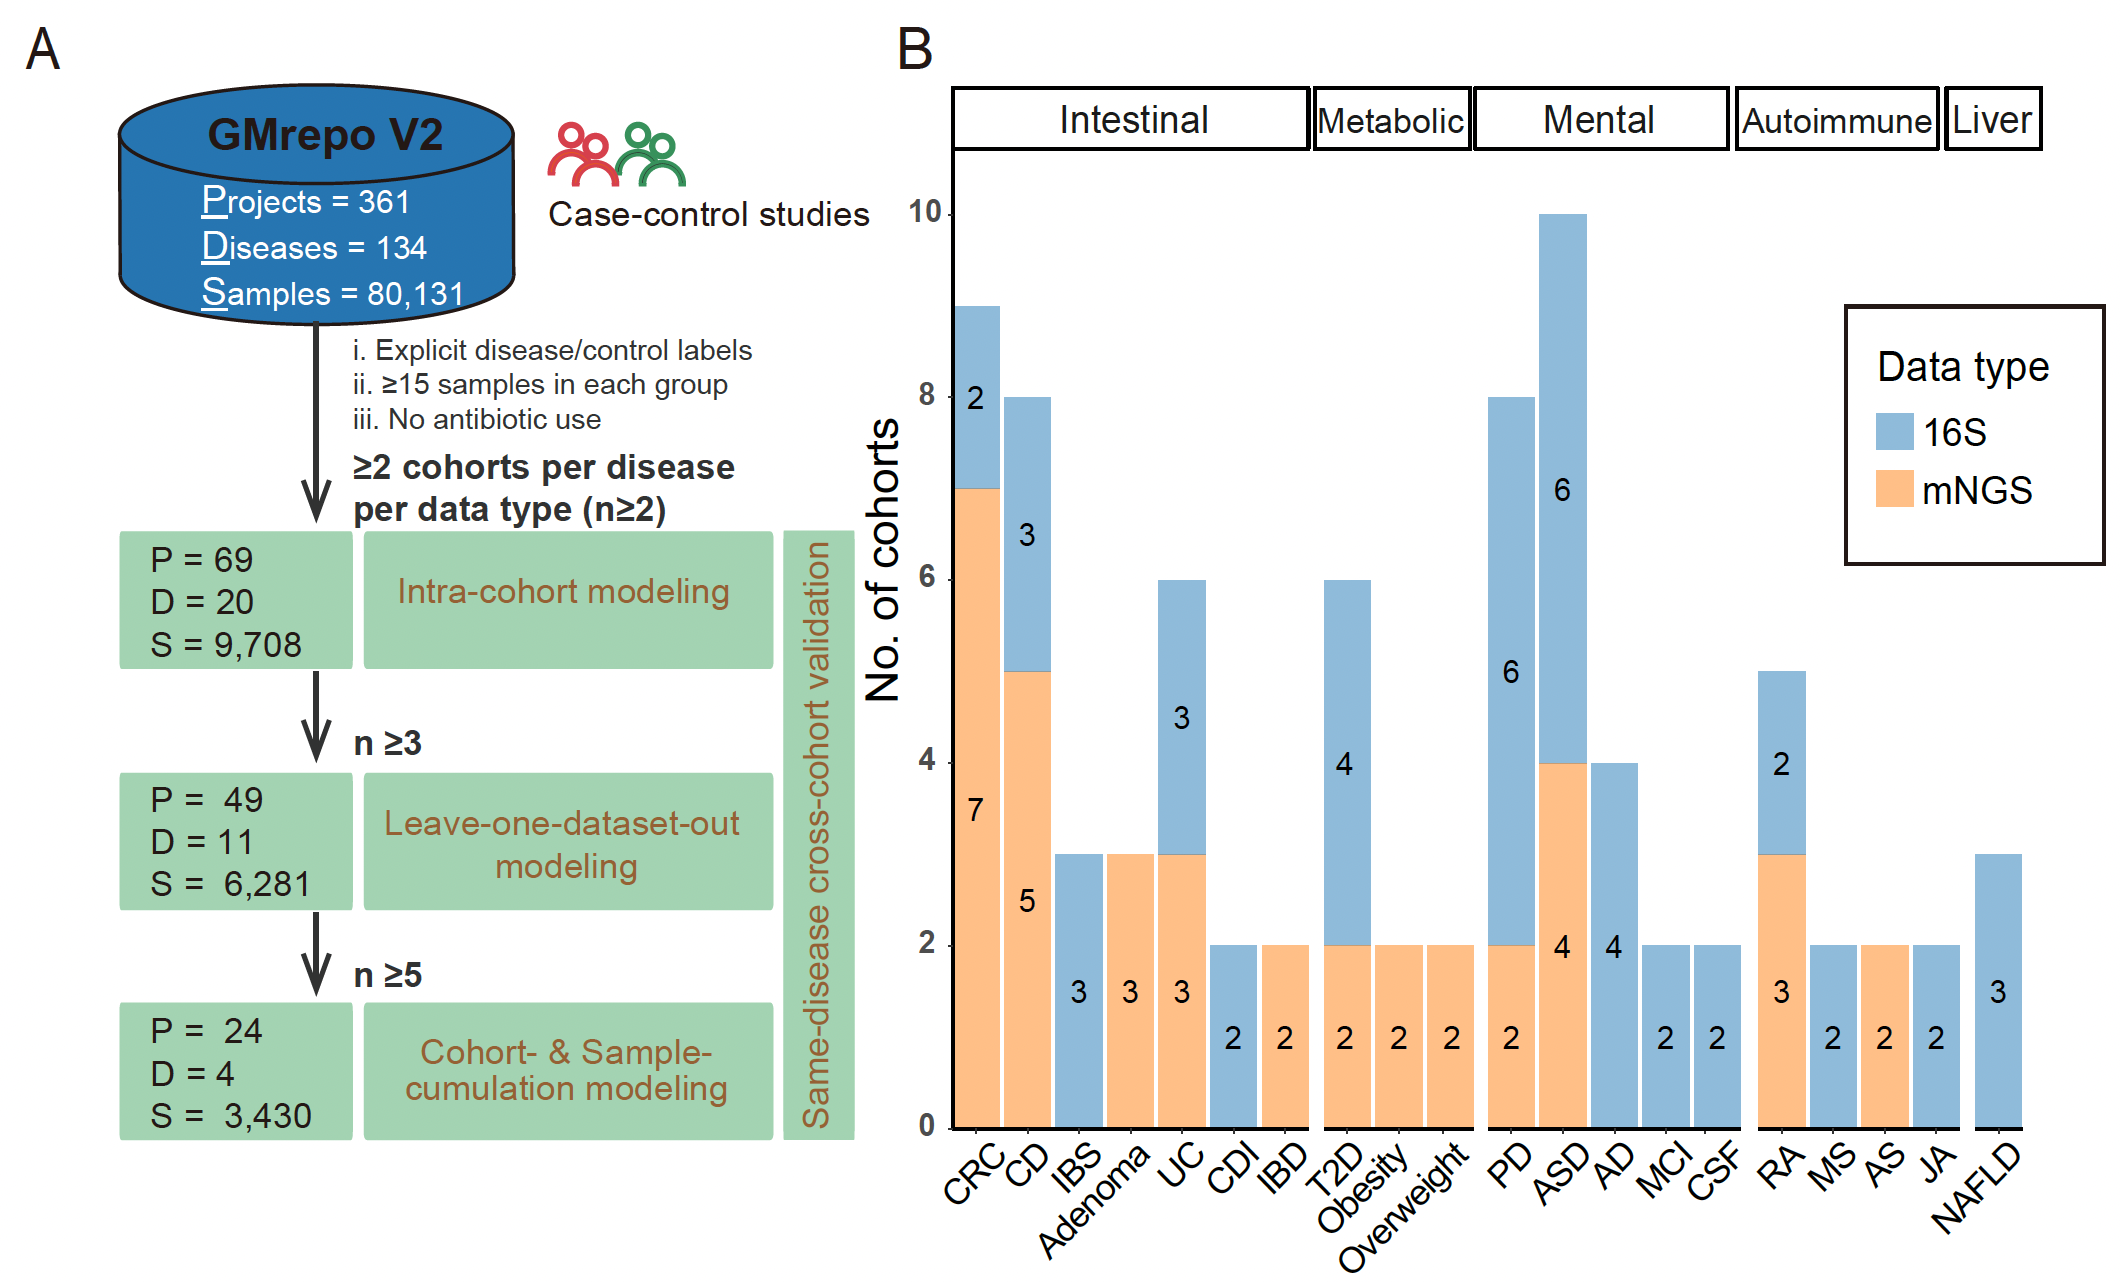 A
GMrepo V2
Projects = 361
Diseases = 134
Samples = 80,131
Case-control studies
i. Explicit disease/control labels
ii. ≥15 samples in each group
iii. No antibiotic use
≥2 cohorts per disease
per data type (n≥2)
P = 69
D = 20
S = 9,708
Intra-cohort modeling
n ≥3
P = 49
D = 11
S = 6,281
Leave-one-dataset-out
modeling
n ≥5
P = 24
D = 4
S = 3,430
Cohort- & Sample-
cumulation modeling
Same-disease cross-cohort validation
B
Intestinal
Metabolic
Mental
Autoimmune
Liver
No. of cohorts
10
8
6
4
2
0
2
7
3
5
3
3
3
3
2
2
4
2
2
2
6
2
6
4
4
2
2
2
3
2
2
2
3
CRC
CD
IBS
Adenoma
UC
CDI
IBD
T2D
Obesity
Overweight
PD
ASD
AD
MCI
CSF
RA
MS
AS
JA
NAFLD
Data type
16S
mNGS